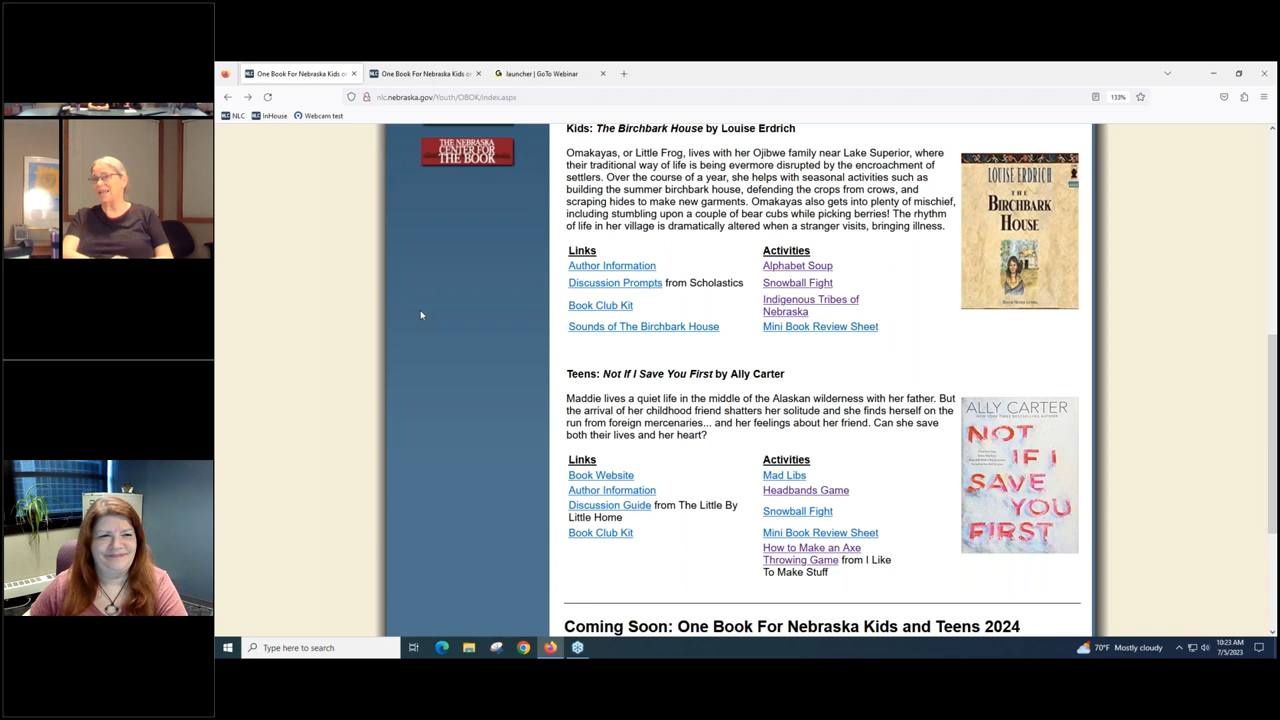 One Book For Nebraska Kids o
One Book For Nebraska Kids o
launcher | GoTo Webinar
nlc.nebraska.gov/Youth/OBOK/index.aspx
133%
NLC
InHouse
Webcam test
THE NEBRASKA
CENTER FOR
THE BOOK
Kids: The Birchbark House by Louise Erdrich
Omakayas, or Little Frog, lives with her Ojibwe family near Lake Superior, where
their traditional way of life is being evermore disrupted by the encroachment of
settlers. Over the course of a year, she helps with seasonal activities such as
building the summer birchbark house, defending the crops from crows, and
scraping hides to make new garments. Omakayas also gets into plenty of mischief,
including stumbling upon a couple of bear cubs while picking berries! The rhythm
of life in her village is dramatically altered when a stranger visits, bringing illness.
LOUISE ERDRICH
THE
BIRCHBARK
HOUSE
Links
Author Information
Discussion Prompts from Scholastics
Book Club Kit
Sounds of The Birchbark House
Activities
Alphabet Soup
Snowball Fight
Indigenous Tribes of
Nebraska
Mini Book Review Sheet
Teens: Not If I Save You First by Ally Carter
Maddie lives a quiet life in the middle of the Alaskan wilderness with her father. But
the arrival of her childhood friend shatters her solitude and she finds herself on the
run from foreign mercenaries... and her feelings about her friend. Can she save
both their lives and her heart?
ALLY CARTER
NOT
IF I
SAVE
YOU
FIRST
Links
Book Website
Author Information
Discussion Guide from The Little By
Little Home
Book Club Kit
Activities
Mad Libs
Headbands Game
Snowball Fight
Mini Book Review Sheet
How to Make an Axe
Throwing Game from I Like
To Make Stuff
Coming Soon: One Book For Nebraska Kids and Teens 2024
Type here to search
70°F Mostly cloudy
10:23 AM
7/5/2023